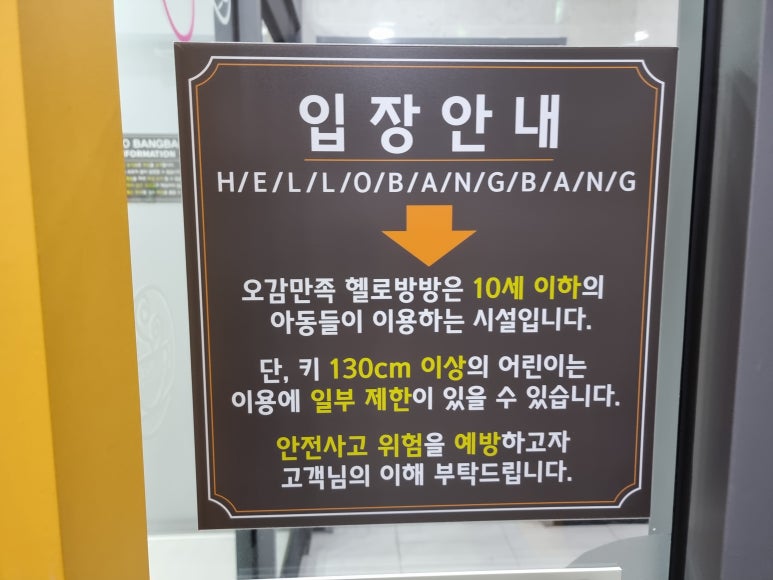 입장안내
H/E/L/L/O/B/A/N/G/B/A/N/G
오감만족 헬로방방은 10세 이하의
아동들이 이용하는 시설입니다.
단, 키 130cm 이상의 어린이는
이용에 일부 제한이 있을 수 있습니다.
안전사고 위험을 예방하고자
고객님의 이해 부탁드립니다.
O BANGBA
FORMATION